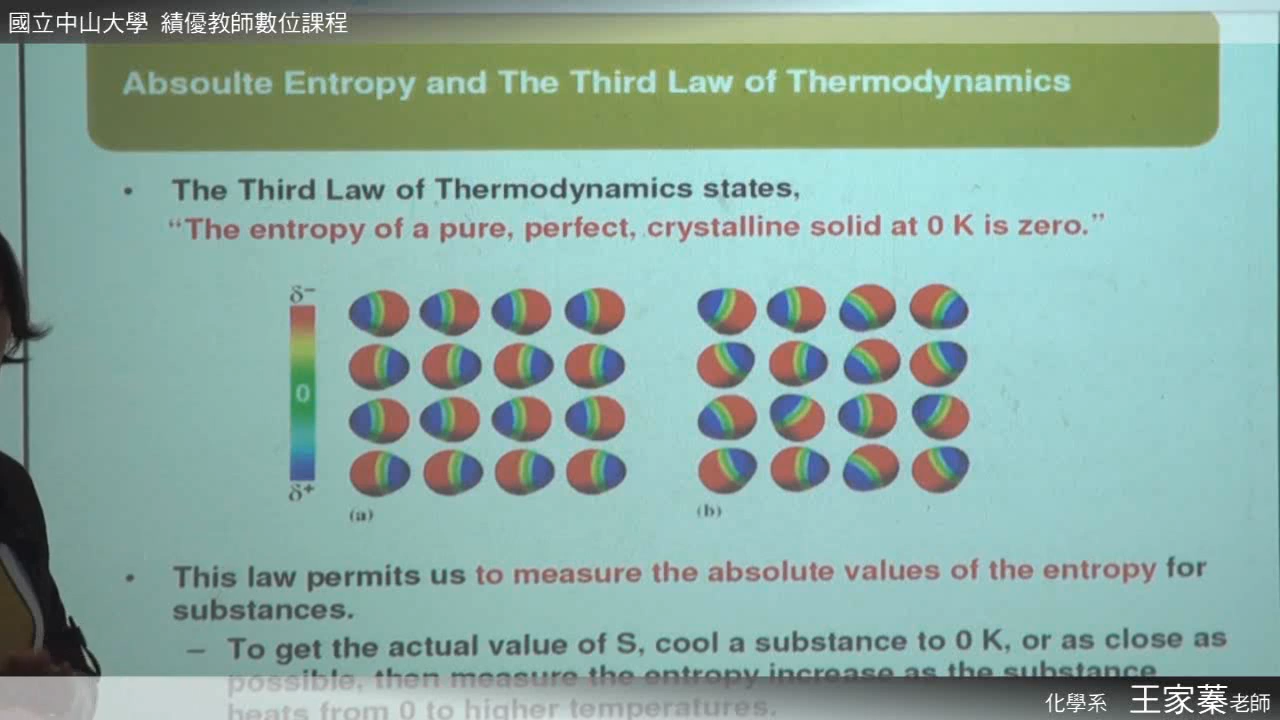 國立中山大學 績優教師數位課程
Absoulte Entropy and The Third Law of Thermodynamics
• The Third Law of Thermodynamics states,
“The entropy of a pure, perfect, crystalline solid at 0 K is zero.”
δ−
0
δ+
(a)
(b)
• This law permits us to measure the absolute values of the entropy for
substances.
– To get the actual value of S, cool a substance to 0 K, or as close as
possible, then measure the entropy increase as the substance
heats from 0 to higher temperatures.
化學系 王家蓁老師